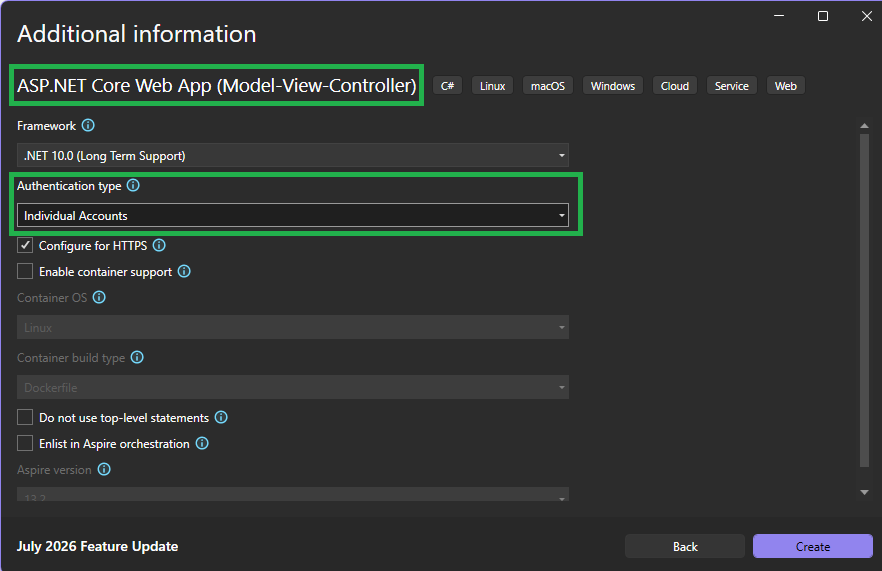 Additional information
ASP.NET Core Web App (Model-View-Controller) C# Linux macOS Windows Cloud Service Web
Framework
.NET 10.0 (Long Term Support)
Authentication type
Individual Accounts
Configure for HTTPS
Enable container support
Container OS
Linux
Container build type
Dockerfile
Do not use top-level statements
Enlist in Aspire orchestration
Aspire version
13.2
July 2026 Feature Update Back Create